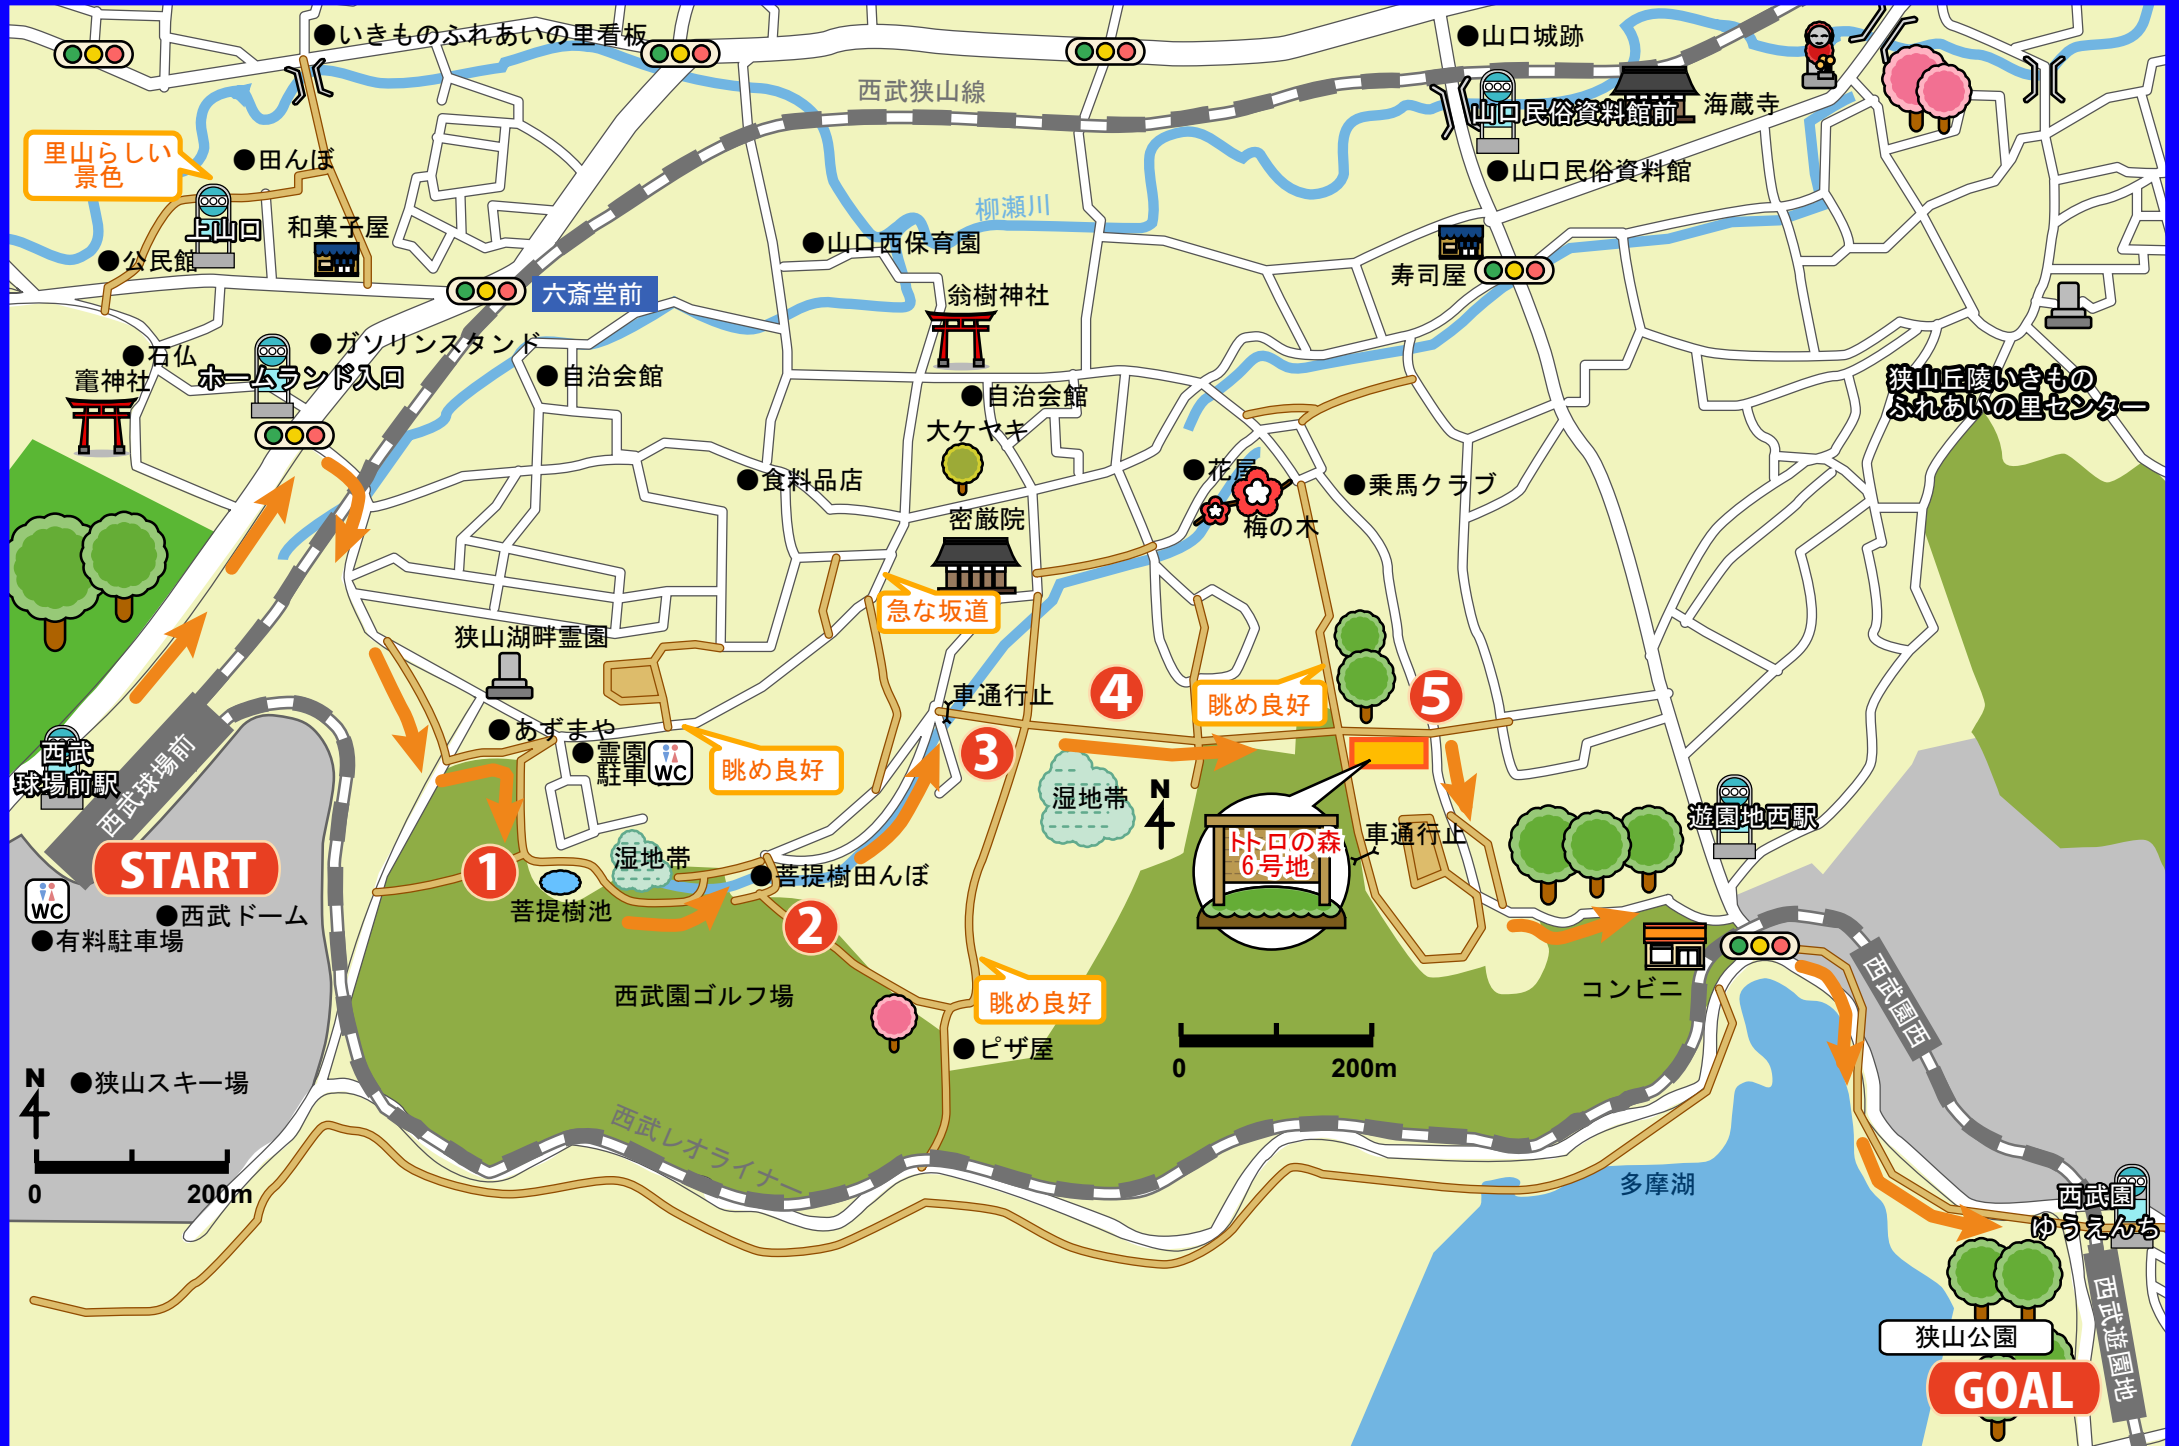 ●いきものふれあいの里看板
●山口城跡
西武狭山線
山口民俗資料館前
海蔵寺
里山らしい
景色
●田んぼ
●山口民俗資料館
柳瀬川
上山口
和菓子屋
●山口西保育園
●公民館
寿司屋
六斎堂前
翁樹神社
●ガソリンスタンド
●石仏
竈神社
ホームランド入口
●自治会館
●自治会館
狭山丘陵いきもの
ふれあいの里センター
大ケヤキ
●食料品店
●花屋
●乗馬クラブ
密厳院
梅の木
急な坂道
狭山湖畔霊園
車通行止
4
5
眺め良好
●あずまや
●霊園
駐車
WC
3
眺め良好
西武
球場前駅
西武球場前
湿地帯
N
遊園地西駅
トトロの森
6号地
車通行止
START
1
湿地帯
●菩提樹田んぼ
WC
●西武ドーム
菩提樹池
2
●有料駐車場
西武園ゴルフ場
眺め良好
コンビニ
西武園西
●ピザ屋
0
200m
N
●狭山スキー場
西武レオライナー
0
200m
多摩湖
西武園
ゆうえんち
狭山公園
西武遊園地
GOAL